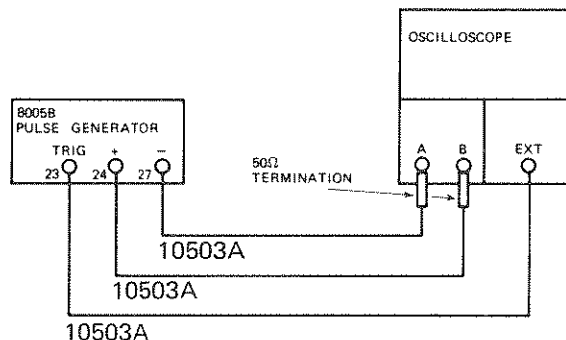 OSCILLOSCOPE
8005B
PULSE GENERATOR
TRIG + −
23 24 27
A B EXT
50Ω
TERMINATION
10503A
10503A
10503A